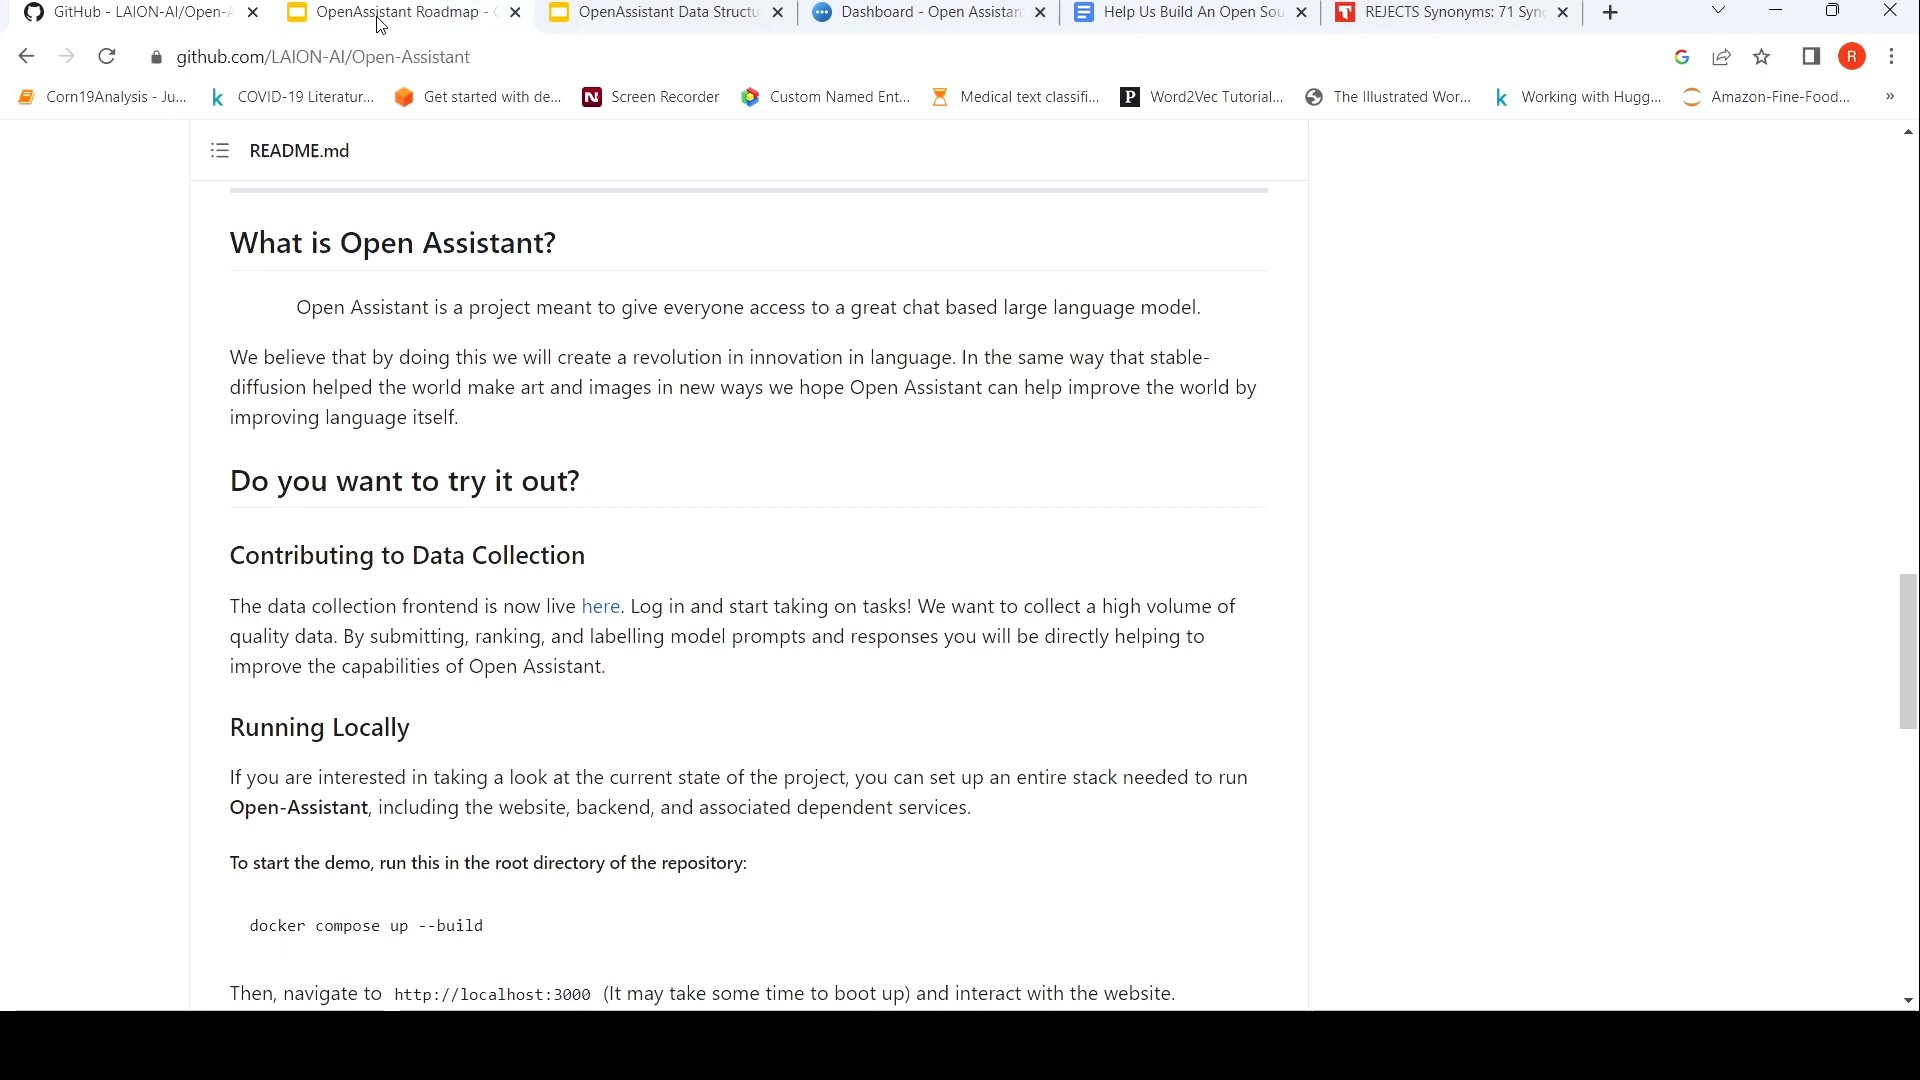 GitHub - LAION-AI/Open-A
OpenAssistant Roadmap - G
OpenAssistant Data Structu
Dashboard - Open Assistan
Help Us Build An Open Sou
REJECTS Synonyms: 71 Syno
github.com/LAION-AI/Open-Assistant
R
Corn19Analysis - Ju...
COVID-19 Literatur...
Get started with de...
Screen Recorder
Custom Named Ent...
Medical text classifi...
Word2Vec Tutorial...
The Illustrated Wor...
Working with Hugg...
Amazon-Fine-Food...
»
README.md
What is Open Assistant?
Open Assistant is a project meant to give everyone access to a great chat based large language model.
We believe that by doing this we will create a revolution in innovation in language. In the same way that stable-
diffusion helped the world make art and images in new ways we hope Open Assistant can help improve the world by
improving language itself.
Do you want to try it out?
Contributing to Data Collection
The data collection frontend is now live here. Log in and start taking on tasks! We want to collect a high volume of
quality data. By submitting, ranking, and labelling model prompts and responses you will be directly helping to
improve the capabilities of Open Assistant.
Running Locally
If you are interested in taking a look at the current state of the project, you can set up an entire stack needed to run
Open-Assistant, including the website, backend, and associated dependent services.
To start the demo, run this in the root directory of the repository:
docker compose up --build
Then, navigate to http://localhost:3000 (It may take some time to boot up) and interact with the website.